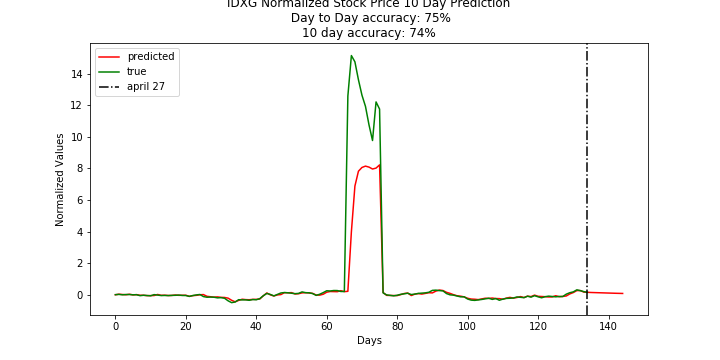 IDXG Normalized Stock Price 10 Day Prediction
Day to Day accuracy: 75%
10 day accuracy: 74%
predicted
true
april 27
Normalized Values
14
12
10
8
6
4
2
0
0
20
40
60
80
100
120
140
Days